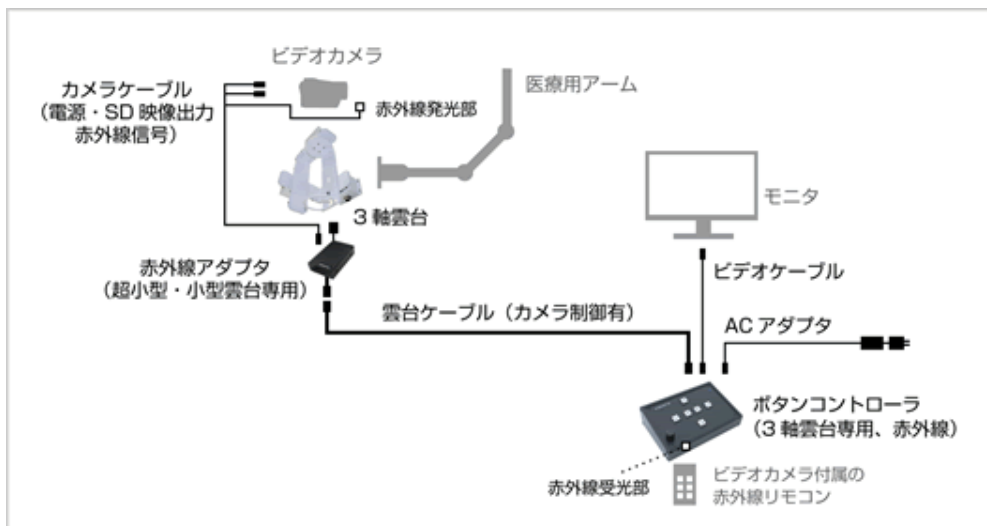 ビデオカメラ
カメラケーブル
(電源・SD 映像出力
赤外線信号)
赤外線発光部
医療用アーム
3 軸雲台
モニタ
赤外線アダプタ
(超小型・小型雲台専用)
ビデオケーブル
雲台ケーブル(カメラ制御有)
AC アダプタ
ボタンコントローラ
(3 軸雲台専用、赤外線)
赤外線受光部
ビデオカメラ付属の
赤外線リモコン